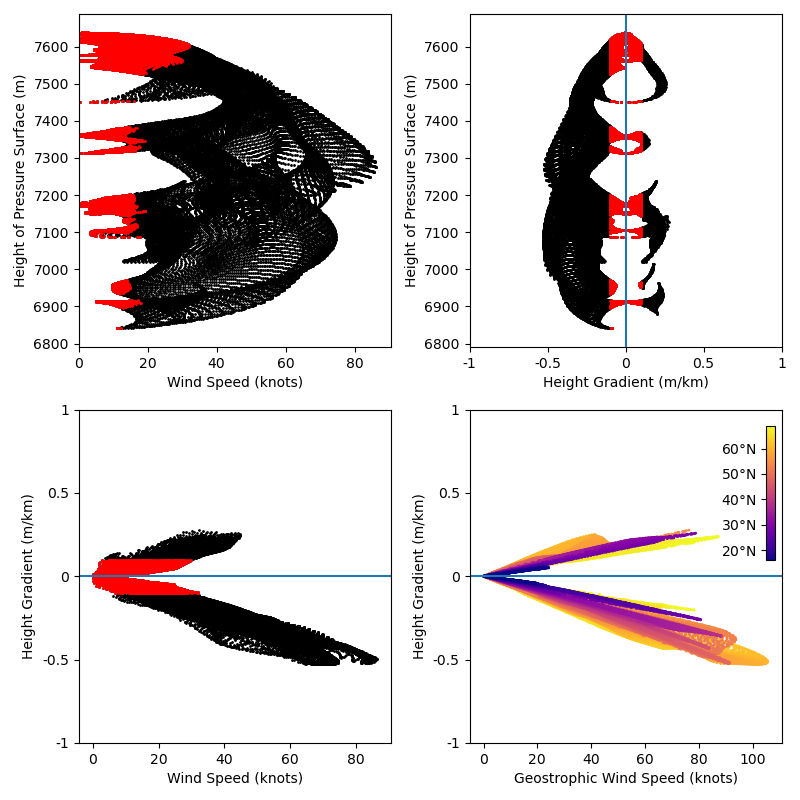 7600
7500
7400
7300
7200
7100
7000
6900
6800
Height of Pressure Surface (m)
0 20 40 60 80
Wind Speed (knots)
7600
7500
7400
7300
7200
7100
7000
6900
6800
Height of Pressure Surface (m)
-1 -0.5 0 0.5 1
Height Gradient (m/km)
1
0.5
0
-0.5
-1
Height Gradient (m/km)
0 20 40 60 80
Wind Speed (knots)
1
0.5
0
-0.5
-1
Height Gradient (m/km)
60°N
50°N
40°N
30°N
20°N
0 20 40 60 80 100
Geostrophic Wind Speed (knots)